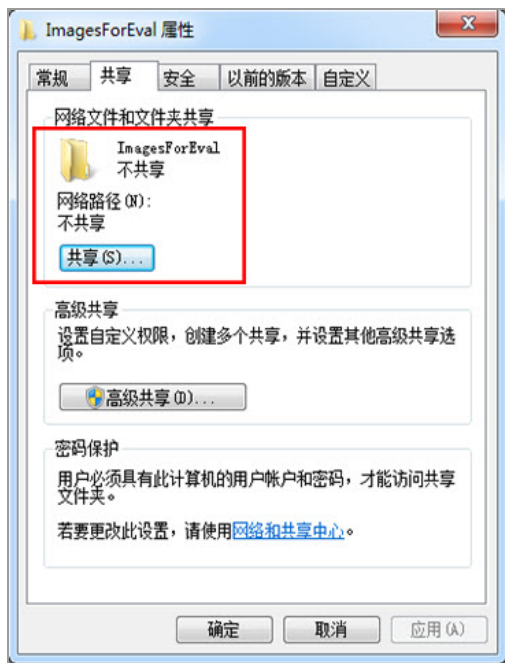 ImagesForEval 属性
常规 共享 安全 以前的版本 自定义
网络文件和文件夹共享
ImagesForEval
不共享
网络路径(N):
不共享
共享(S)...
高级共享
设置自定义权限，创建多个共享，并设置其他高级共享选
项。
高级共享(D)...
密码保护
用户必须具有此计算机的用户帐户和密码，才能访问共享
文件夹。
若要更改此设置，请使用网络和共享中心。
确定 取消 应用(A)